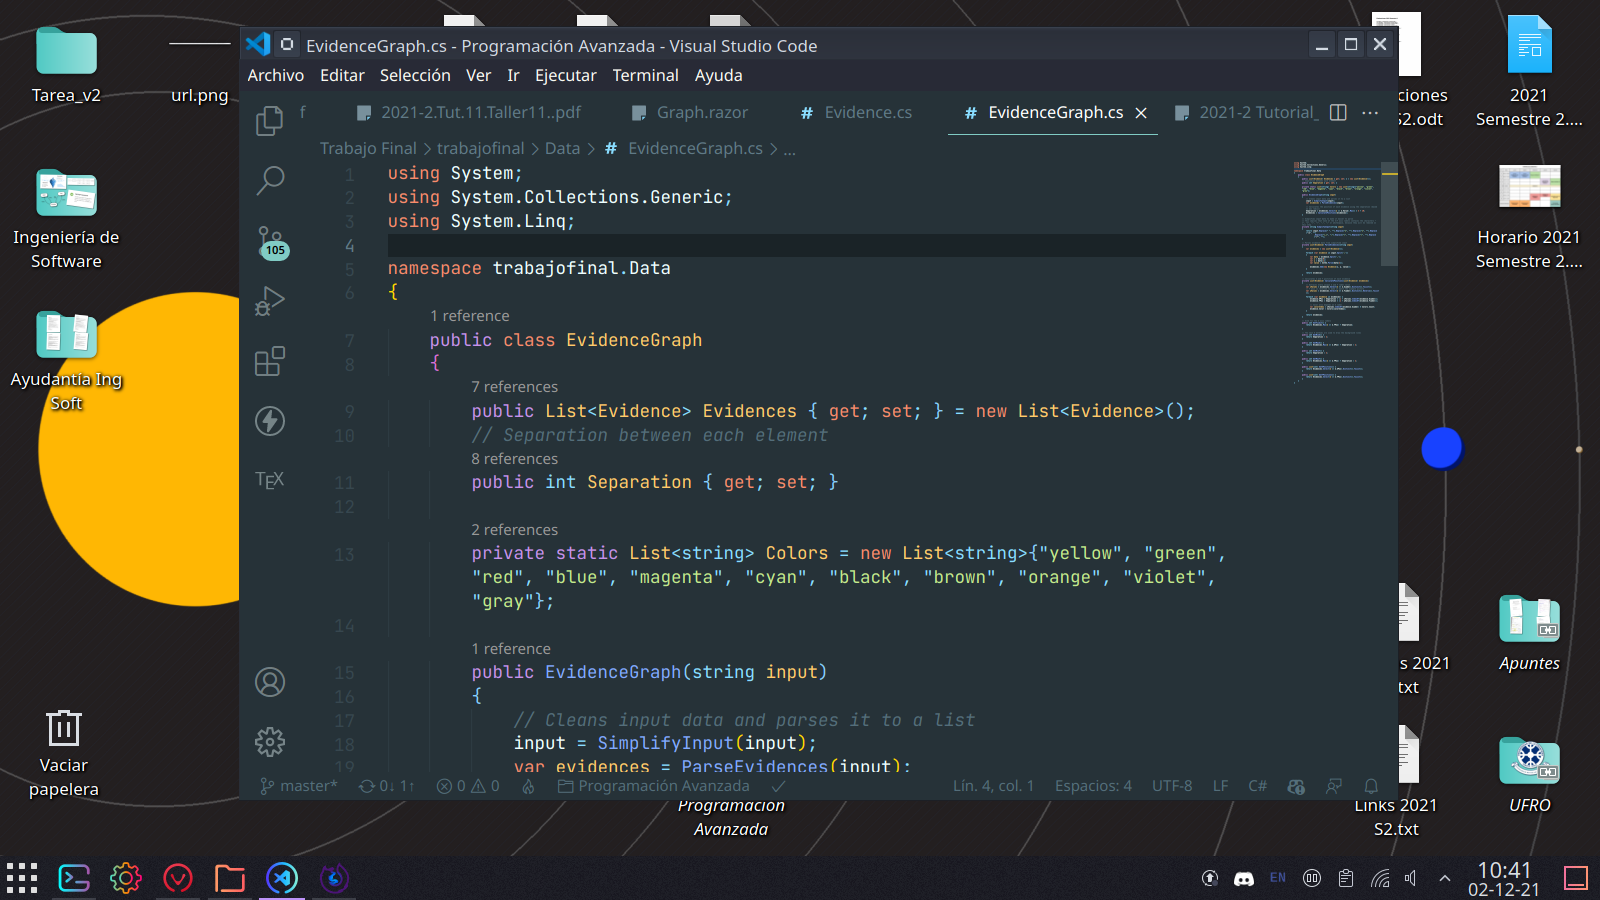 Tarea_v2
url.png
Ingeniería de
Software
Ayudantía Ing
Soft
Vaciar
papelera
EvidenceGraph.cs - Programación Avanzada - Visual Studio Code
Archivo Editar Selección Ver Ir Ejecutar Terminal Ayuda
f 2021-2.Tut.11.Taller11..pdf Graph.razor # Evidence.cs # EvidenceGraph.cs 2021-2 Tutorial_
Trabajo Final > trabajofinal > Data > # EvidenceGraph.cs > ...
1 using System;
2 using System.Collections.Generic;
3 using System.Linq;
4
5 namespace trabajofinal.Data
6 {
1 reference
7 public class EvidenceGraph
8 {
7 references
9 public List<Evidence> Evidences { get; set; } = new List<Evidence>();
10 // Separation between each element
8 references
11 public int Separation { get; set; }
12
2 references
13 private static List<string> Colors = new List<string>{"yellow", "green",
"red", "blue", "magenta", "cyan", "black", "brown", "orange", "violet",
"gray"};
14
1 reference
15 public EvidenceGraph(string input)
16 {
17 // Cleans input data and parses it to a list
18 input = SimplifyInput(input);
19 var evidences = ParseEvidences(input);
105
TEX
master* 0↓ 1↑ 0 0 Programación Avanzada Lín. 4, col. 1 Espacios: 4 UTF-8 LF C#
Programación
Avanzada
ciones
S2.odt
2021
Semestre 2....
Horario 2021
Semestre 2....
s 2021
txt
Apuntes
Links 2021
S2.txt
UFRO
EN
10:41
02-12-21